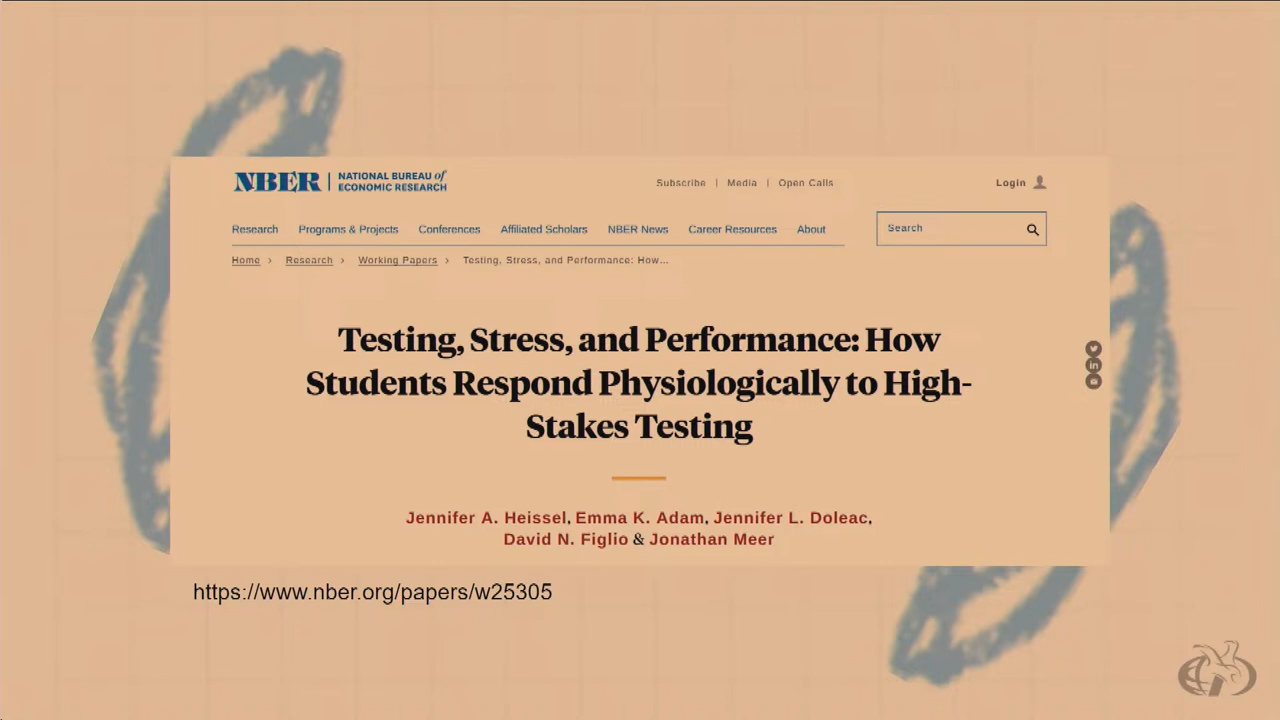 NBER | NATIONAL BUREAU of
ECONOMIC RESEARCH
Subscribe | Media | Open Calls
Login
Research Programs & Projects Conferences Affiliated Scholars NBER News Career Resources About
Search
Home > Research > Working Papers > Testing, Stress, and Performance: How...
Testing, Stress, and Performance: How
Students Respond Physiologically to High-
Stakes Testing
Jennifer A. Heissel, Emma K. Adam, Jennifer L. Doleac,
David N. Figlio & Jonathan Meer
https://www.nber.org/papers/w25305